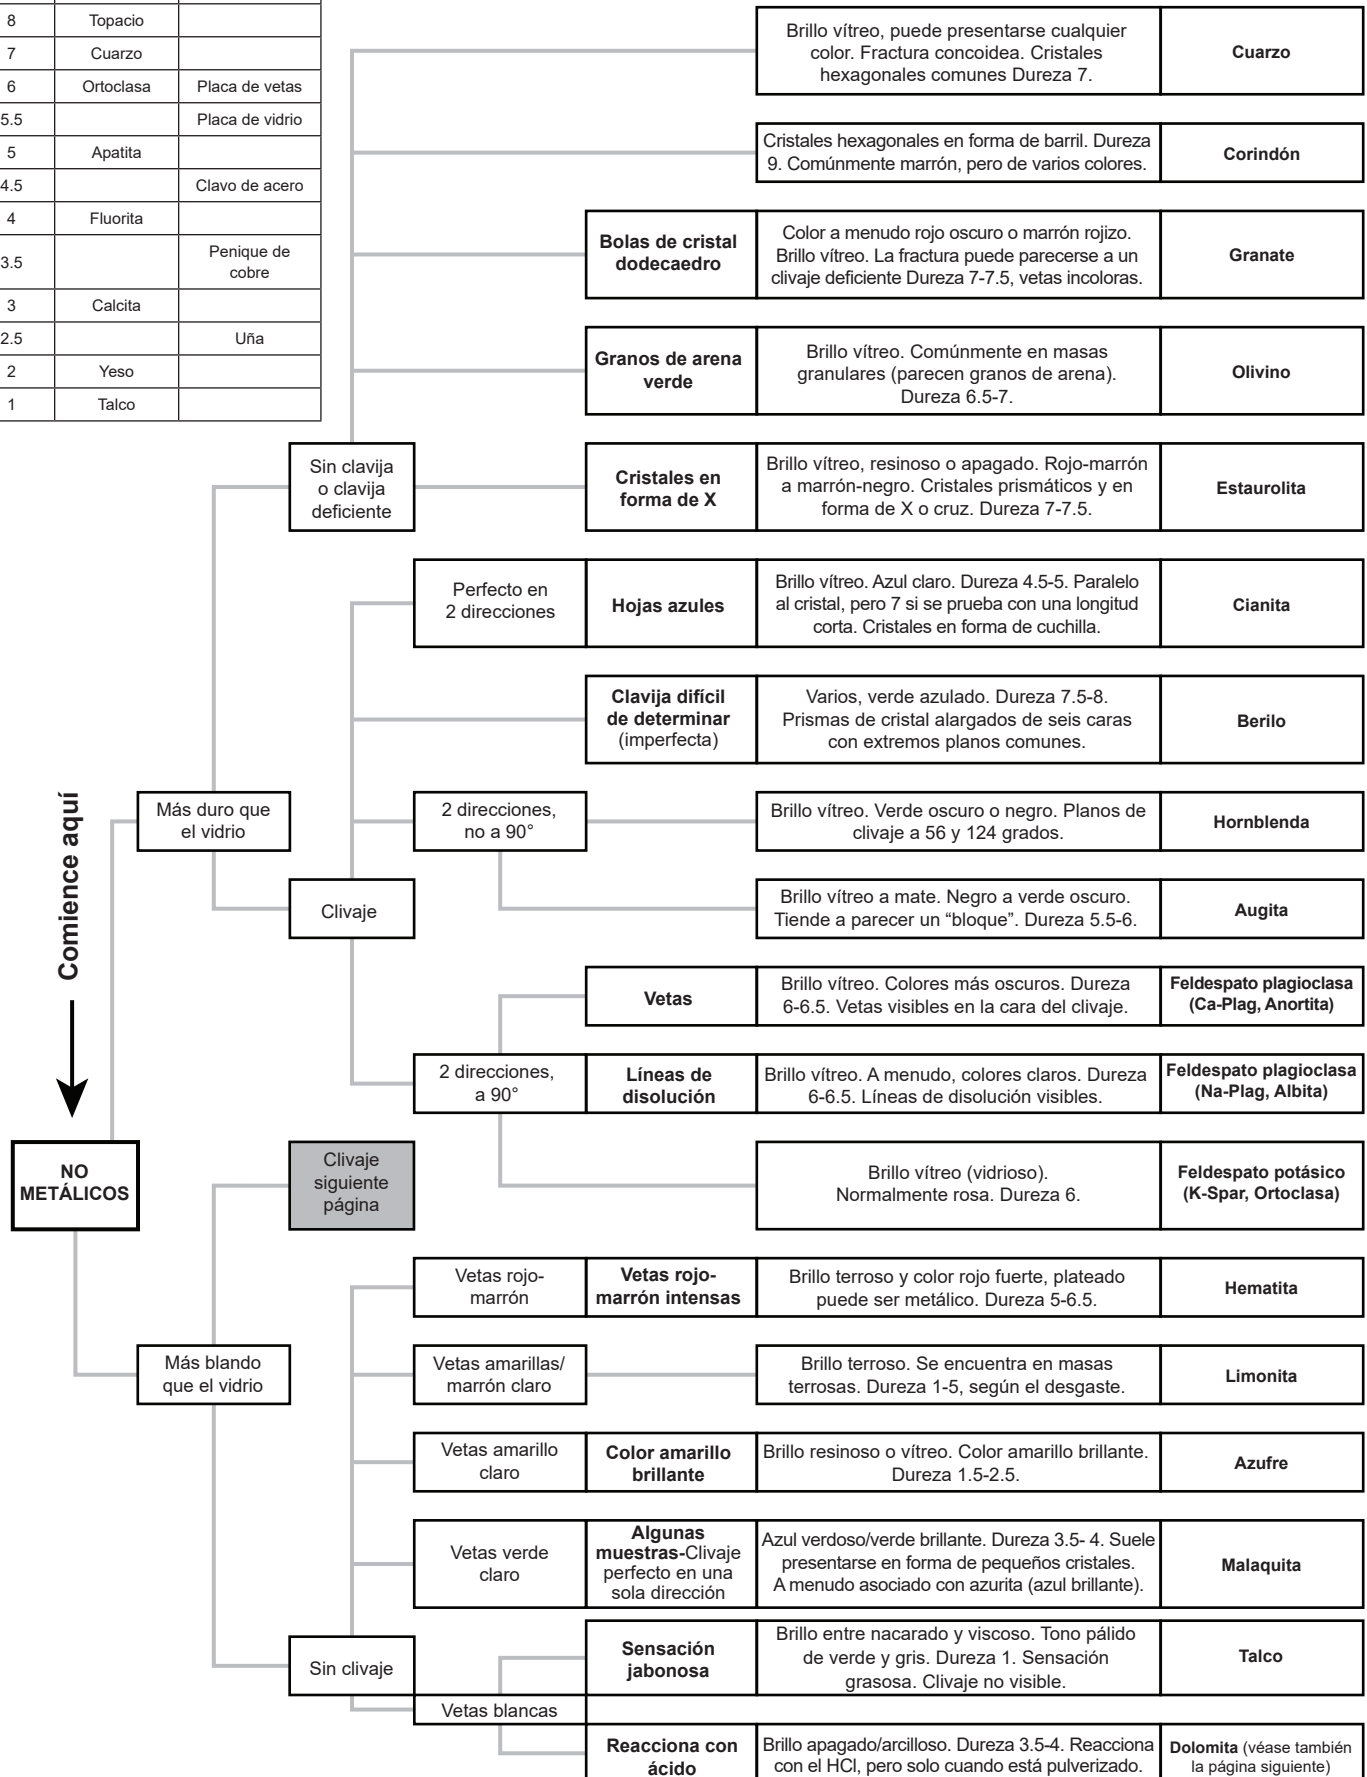 8 Topacio
7 Cuarzo
6 Ortoclasa Placa de vetas
5.5 Placa de vidrio
5 Apatita
4.5 Clavo de acero
4 Fluorita
3.5 Penique de
cobre
3 Calcita
2.5 Uña
2 Yeso
1 Talco
Comience aquí
NO
METÁLICOS
Más duro que
el vidrio
Sin clavija
o clavija
deficiente
Brillo vítreo, puede presentarse cualquier
color. Fractura concoidea. Cristales
hexagonales comunes Dureza 7.
Cuarzo
Cristales hexagonales en forma de barril. Dureza
9. Comúnmente marrón, pero de varios colores.
Corindón
Bolas de cristal
dodecaedro
Color a menudo rojo oscuro o marrón rojizo.
Brillo vítreo. La fractura puede parecerse a un
clivaje deficiente Dureza 7-7.5, vetas incoloras.
Granate
Granos de arena
verde
Brillo vítreo. Comúnmente en masas
granulares (parecen granos de arena).
Dureza 6.5-7.
Olivino
Cristales en
forma de X
Brillo vítreo, resinoso o apagado. Rojo-marrón
a marrón-negro. Cristales prismáticos y en
forma de X o cruz. Dureza 7-7.5.
Estaurolita
Clivaje
Perfecto en
2 direcciones
Hojas azules
Brillo vítreo. Azul claro. Dureza 4.5-5. Paralelo
al cristal, pero 7 si se prueba con una longitud
corta. Cristales en forma de cuchilla.
Cianita
Clavija difícil
de determinar
(imperfecta)
Varios, verde azulado. Dureza 7.5-8.
Prismas de cristal alargados de seis caras
con extremos planos comunes.
Berilo
2 direcciones,
no a 90°
Brillo vítreo. Verde oscuro o negro. Planos de
clivaje a 56 y 124 grados.
Hornblenda
Brillo vítreo a mate. Negro a verde oscuro.
Tiende a parecer un “bloque”. Dureza 5.5-6.
Augita
2 direcciones,
a 90°
Vetas
Brillo vítreo. Colores más oscuros. Dureza
6-6.5. Vetas visibles en la cara del clivaje.
Feldespato plagioclasa
(Ca-Plag, Anortita)
Líneas de
disolución
Brillo vítreo. A menudo, colores claros. Dureza
6-6.5. Líneas de disolución visibles.
Feldespato plagioclasa
(Na-Plag, Albita)
Brillo vítreo (vidrioso).
Normalmente rosa. Dureza 6.
Feldespato potásico
(K-Spar, Ortoclasa)
Más blando
que el vidrio
Clivaje
siguiente
página
Sin clivaje
Vetas rojo-
marrón
Vetas rojo-
marrón intensas
Brillo terroso y color rojo fuerte, plateado
puede ser metálico. Dureza 5-6.5.
Hematita
Vetas amarillas/
marrón claro
Brillo terroso. Se encuentra en masas
terrosas. Dureza 1-5, según el desgaste.
Limonita
Vetas amarillo
claro
Color amarillo
brillante
Brillo resinoso o vítreo. Color amarillo brillante.
Dureza 1.5-2.5.
Azufre
Vetas verde
claro
Algunas
muestras-Clivaje
perfecto en una
sola dirección
Azul verdoso/verde brillante. Dureza 3.5- 4. Suele
presentarse en forma de pequeños cristales.
A menudo asociado con azurita (azul brillante).
Malaquita
Vetas blancas
Sensación
jabonosa
Brillo entre nacarado y viscoso. Tono pálido
de verde y gris. Dureza 1. Sensación
grasosa. Clivaje no visible.
Talco
Reacciona con
ácido
Brillo apagado/arcilloso. Dureza 3.5-4. Reacciona
con el HCl, pero solo cuando está pulverizado.
Dolomita (véase también
la página siguiente)